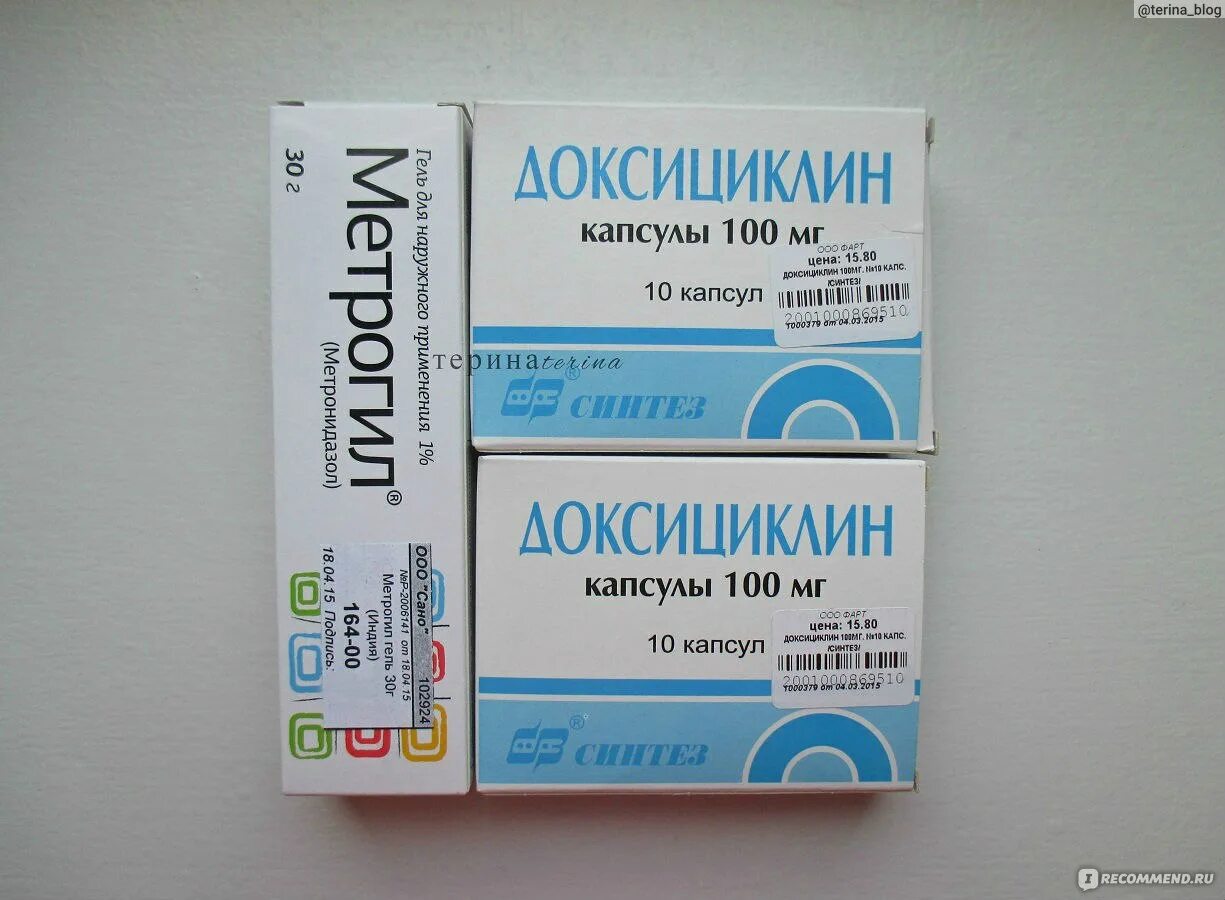 @terina_blog
30 г
Метрогил®
(Метронидазол)
Гель для наружного применения 1%
ООО "Сано" 102924
№Р-2006141 от 18.04.15
Метрогил гель 30г
(Индия)
164-00
18.04.15 Подпись:
ДОКСИЦИКЛИН
капсулы 100 мг
10 капсул
ООО ФАРТ
цена: 15.80
ДОКСИЦИКЛИН 100МГ. №10 КАПС.
/СИНТЕЗ/
2001000869510
Т000379 от 04.03.2015
теринаterina
® СИНТЕЗ
ДОКСИЦИКЛИН
капсулы 100 мг
10 капсул
ООО ФАРТ
цена: 15.80
ДОКСИЦИКЛИН 100МГ. №10 КАПС.
/СИНТЕЗ/
2001000869510
Т000379 от 04.03.2015
® СИНТЕЗ
I RECOMMEND.RU